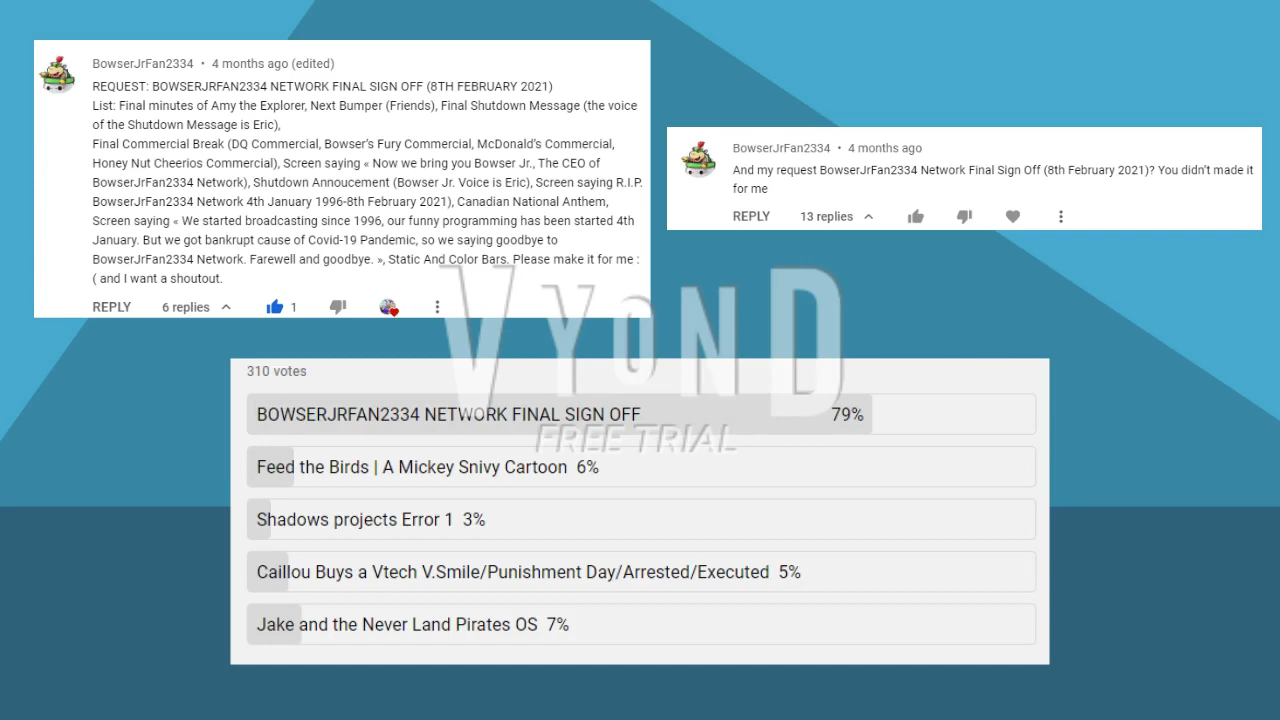 BowserJrFan2334 • 4 months ago (edited)
REQUEST: BOWSERJRFAN2334 NETWORK FINAL SIGN OFF (8TH FEBRUARY 2021)
List: Final minutes of Amy the Explorer, Next Bumper (Friends), Final Shutdown Message (the voice
of the Shutdown Message is Eric),
Final Commercial Break (DQ Commercial, Bowser's Fury Commercial, McDonald's Commercial,
Honey Nut Cheerios Commercial), Screen saying « Now we bring you Bowser Jr., The CEO of
BowserJrFan2334 Network), Shutdown Annoucement (Bowser Jr. Voice is Eric), Screen saying R.I.P.
BowserJrFan2334 Network 4th January 1996-8th February 2021), Canadian National Anthem,
Screen saying « We started broadcasting since 1996, our funny programming has been started 4th
January. But we got bankrupt cause of Covid-19 Pandemic, so we saying goodbye to
BowserJrFan2334 Network. Farewell and goodbye. », Static And Color Bars. Please make it for me :
( and I want a shoutout.
REPLY 6 replies 1
BowserJrFan2334 • 4 months ago
And my request BowserJrFan2334 Network Final Sign Off (8th February 2021)? You didn't made it
for me
REPLY 13 replies
VYOND
FREE TRIAL
310 votes
BOWSERJRFAN2334 NETWORK FINAL SIGN OFF 79%
Feed the Birds | A Mickey Snivy Cartoon 6%
Shadows projects Error 1 3%
Caillou Buys a Vtech V.Smile/Punishment Day/Arrested/Executed 5%
Jake and the Never Land Pirates OS 7%